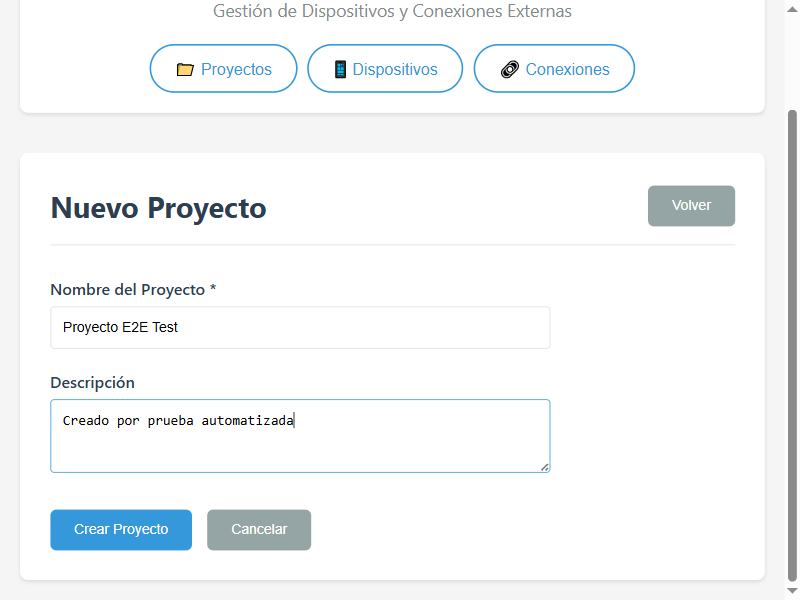 Gestión de Dispositivos y Conexiones Externas
Proyectos
Dispositivos
Conexiones
Nuevo Proyecto
Volver
Nombre del Proyecto *
Proyecto E2E Test
Descripción
Creado por prueba automatizada
Crear Proyecto
Cancelar